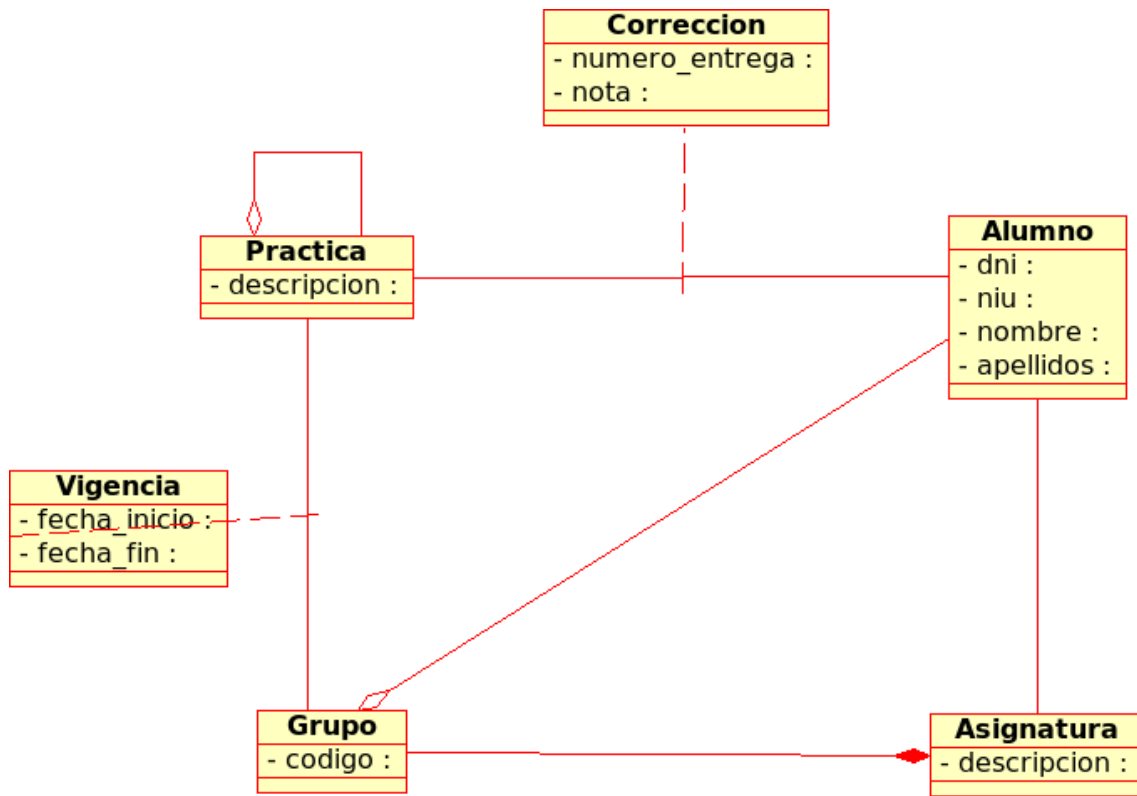 Correccion
- numero_entrega :
- nota :
Practica
- descripcion :
Alumno
- dni :
- niu :
- nombre :
- apellidos :
Vigencia
- fecha_inicio :
- fecha_fin :
Grupo
- codigo :
Asignatura
- descripcion :